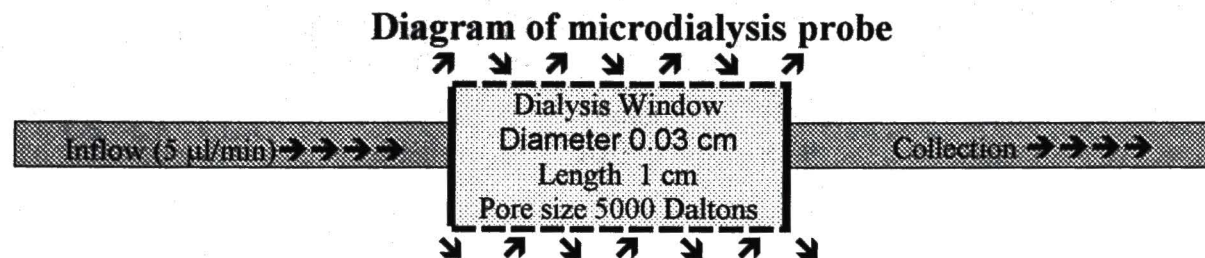 Diagram of microdialysis probe
Dialysis Window
Diameter 0.03 cm
Inflow (5 µl/min)➔➔➔➔
Collection ➔➔➔➔
Length 1 cm
Pore size 5000 Daltons